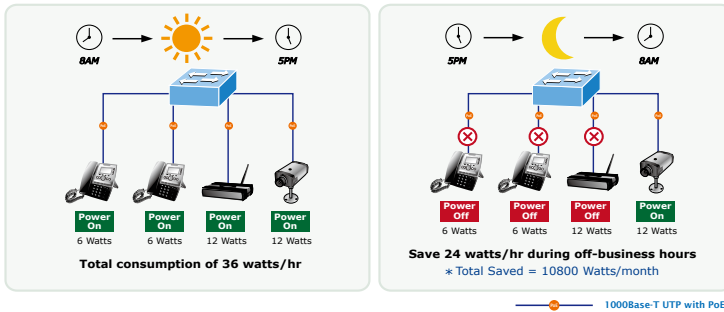 8AM
5PM
Power On
Power On
Power On
Power On
6 Watts
6 Watts
12 Watts
12 Watts
Total consumption of 36 watts/hr
5PM
8AM
Power Off
Power Off
Power Off
Power On
6 Watts
6 Watts
12 Watts
12 Watts
Save 24 watts/hr during off-business hours
* Total Saved = 10800 Watts/month
1000Base-T UTP with PoE